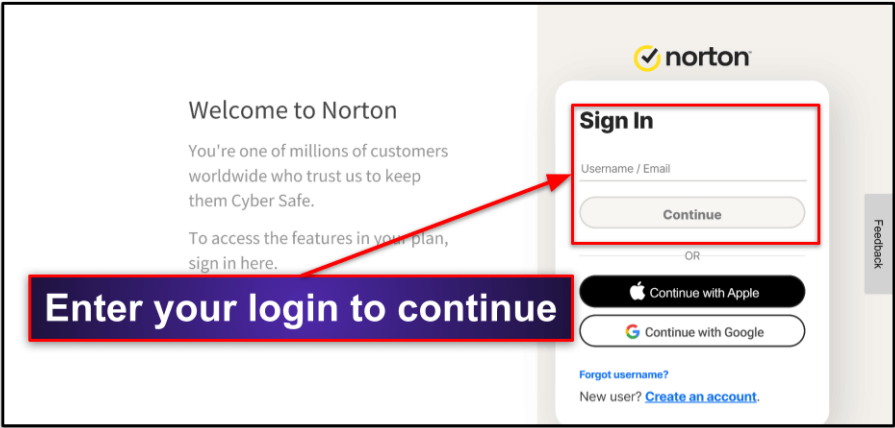 norton
Welcome to Norton
You're one of millions of customers
worldwide who trust us to keep
them Cyber Safe.
To access the features in your plan,
sign in here.
Enter your login to continue
Sign In
Username / Email
Continue
OR
Continue with Apple
Continue with Google
Forgot username?
New user? Create an account.
Feedback